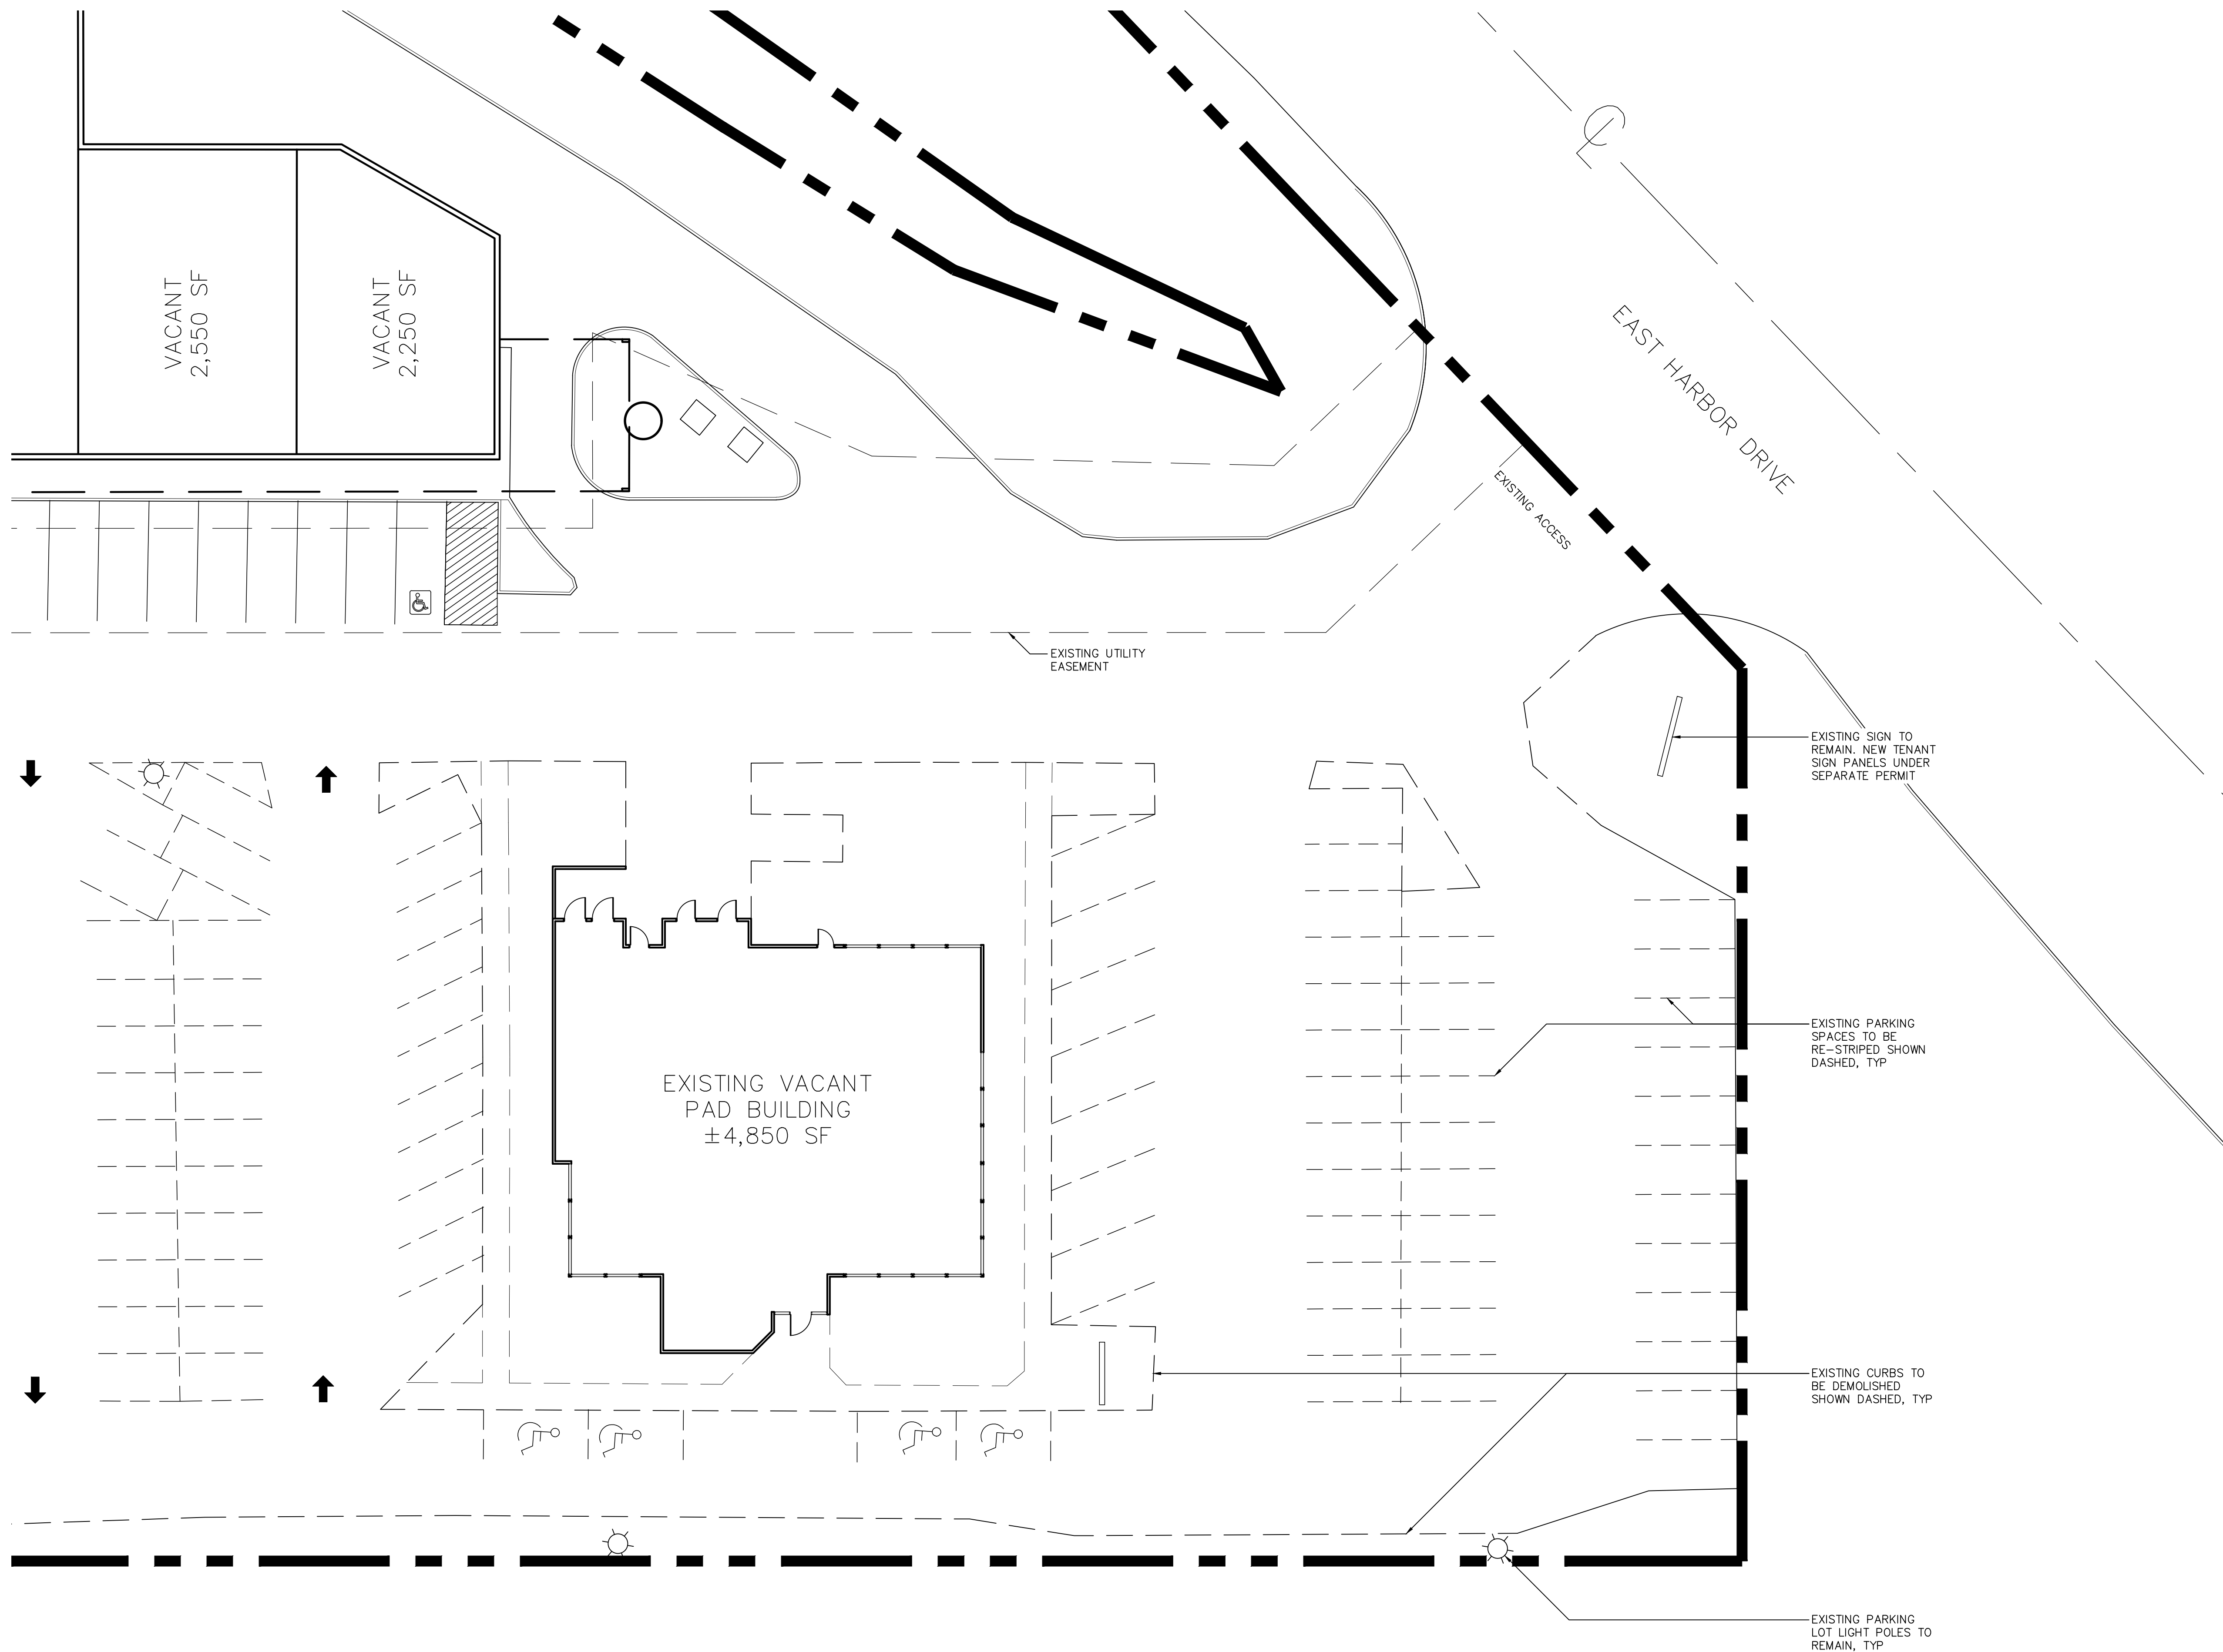 VACANT
2,550 SF
VACANT
2,250 SF
EAST HARBOR DRIVE
EXISTING ACCESS
EXISTING UTILITY
EASEMENT
EXISTING SIGN TO
REMAIN. NEW TENANT
SIGN PANELS UNDER
SEPARATE PERMIT
EXISTING PARKING
SPACES TO BE
RE-STRIPED SHOWN
DASHED, TYP
EXISTING VACANT
PAD BUILDING
±4,850 SF
EXISTING CURBS TO
BE DEMOLISHED
SHOWN DASHED, TYP
EXISTING PARKING
LOT LIGHT POLES TO
REMAIN, TYP